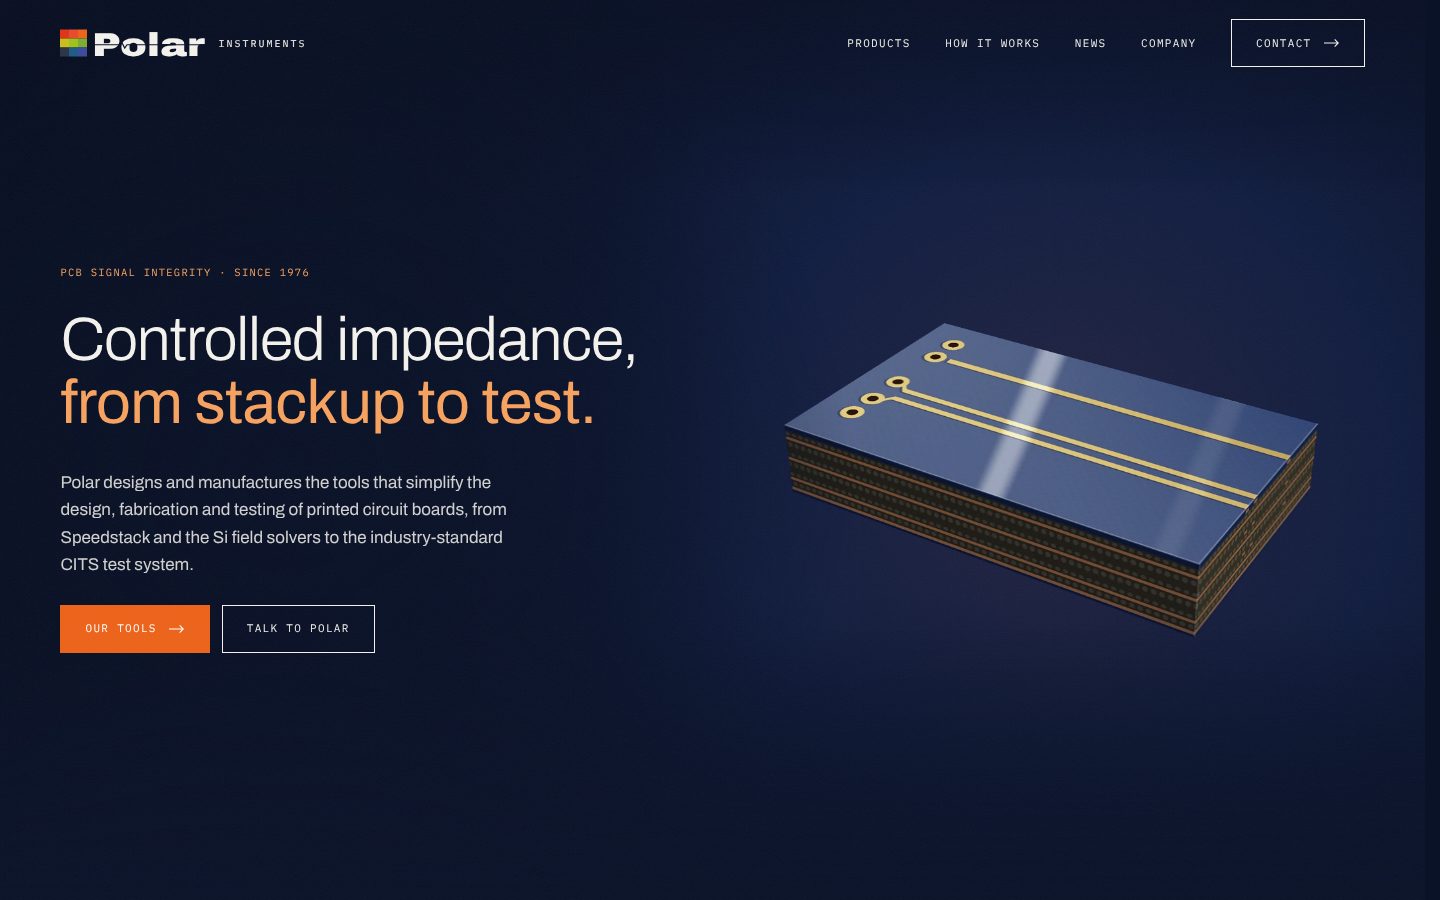 Polar INSTRUMENTS
PRODUCTS HOW IT WORKS NEWS COMPANY CONTACT →
PCB SIGNAL INTEGRITY · SINCE 1976
Controlled impedance,
from stackup to test.
Polar designs and manufactures the tools that simplify the
design, fabrication and testing of printed circuit boards, from
Speedstack and the Si field solvers to the industry-standard
CITS test system.
OUR TOOLS → TALK TO POLAR